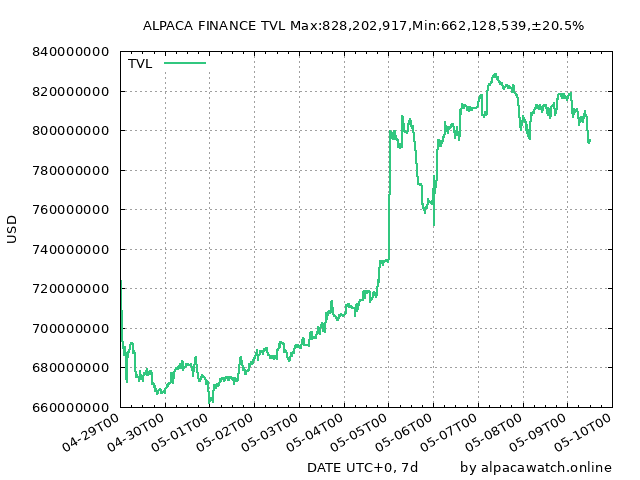 ALPACA FINANCE TVL Max:828,202,917,Min:662,128,539,±20.5%
TVL
840000000
820000000
800000000
780000000
760000000
740000000
720000000
700000000
680000000
660000000
USD
04-29T00
04-30T00
05-01T00
05-02T00
05-03T00
05-04T00
05-05T00
05-06T00
05-07T00
05-08T00
05-09T00
05-10T00
DATE UTC+0, 7d
by alpacawatch.online